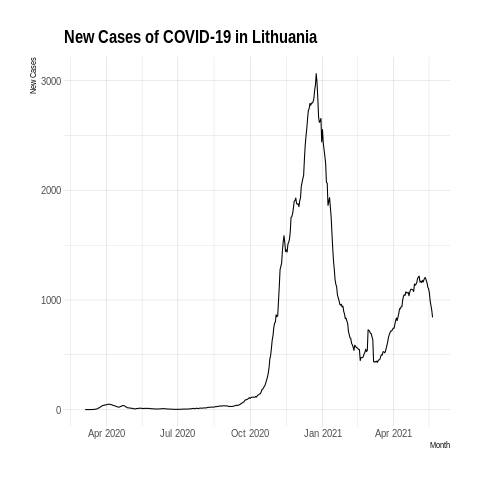 New Cases of COVID-19 in Lithuania
New Cases
3000
2000
1000
0
Apr 2020 Jul 2020 Oct 2020 Jan 2021 Apr 2021
Month